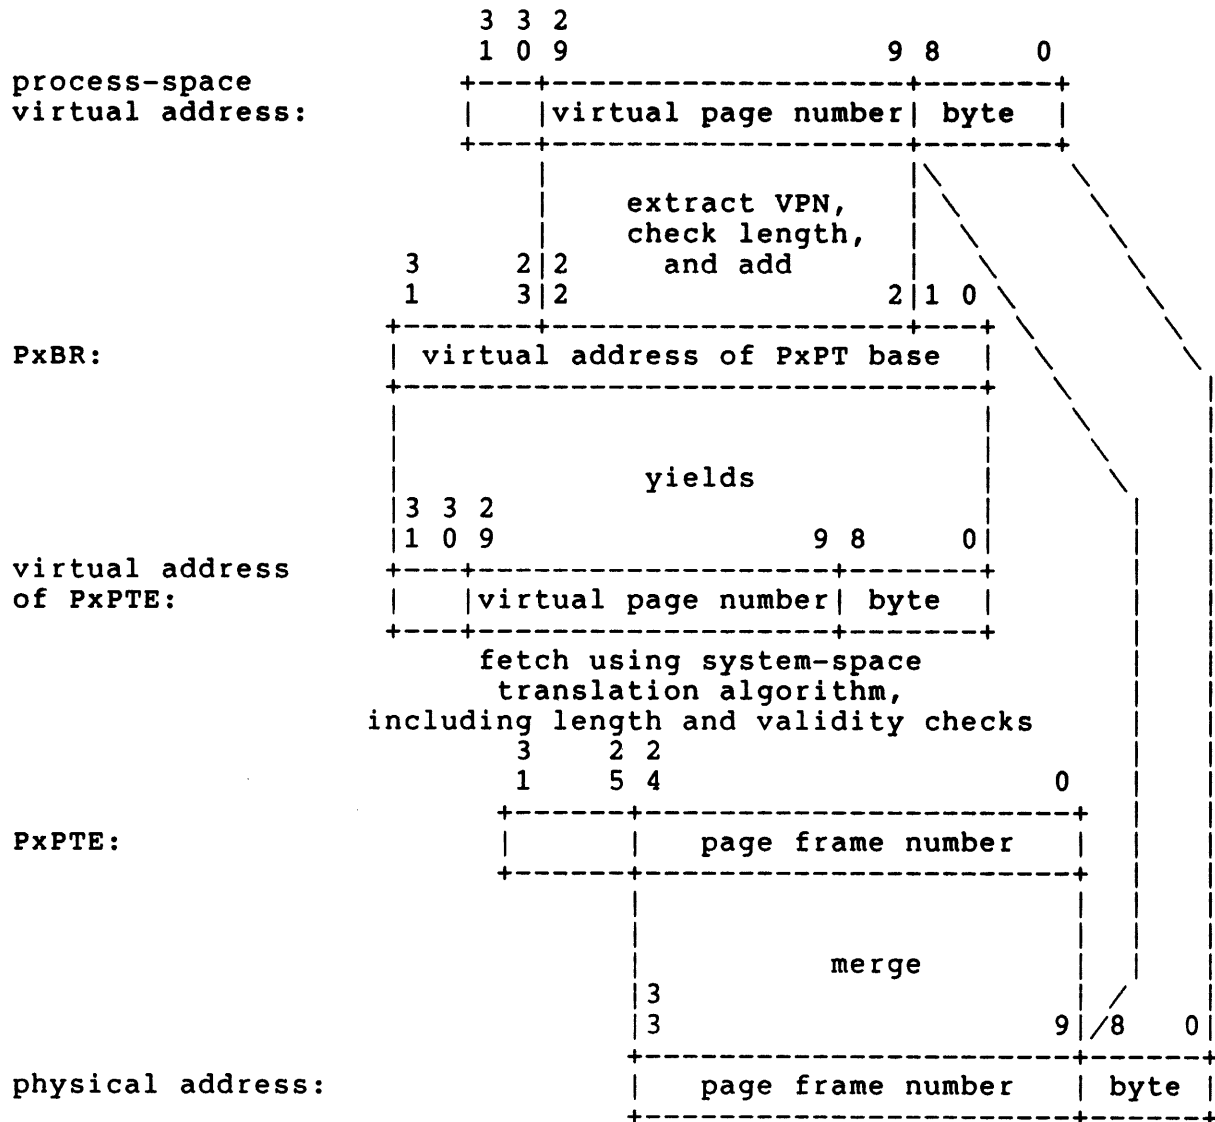 3 3 2
1 0 9 9 8 0
process-space
virtual address: | |virtual page number| byte |
extract VPN,
check length,
3 2|2 and add
1 3|2 2|1 0
PxBR: | virtual address of PxPT base |
yields
|3 3 2
|1 0 9 9 8 0|
virtual address
of PxPTE: | |virtual page number| byte |
fetch using system-space
translation algorithm,
including length and validity checks
3 2 2
1 5 4 0
PxPTE: | | page frame number |
merge
|3
|3 9|/8 0|
physical address: | page frame number | byte |